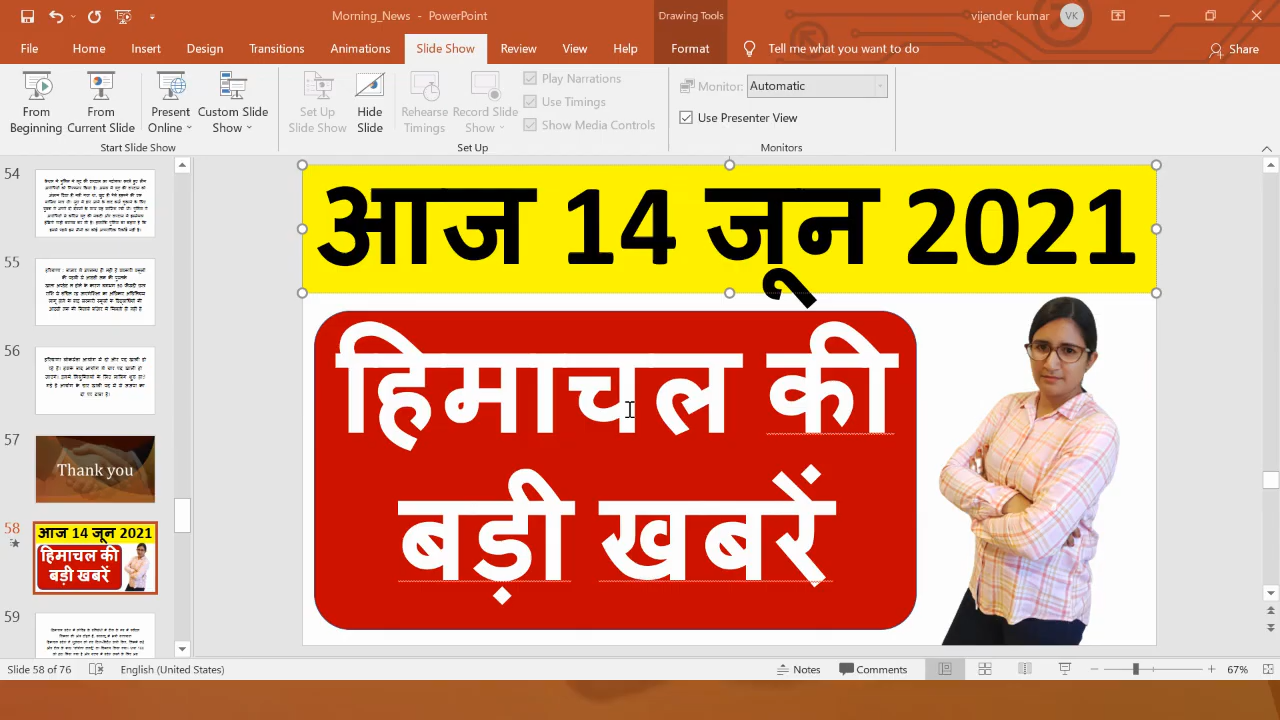 Morning_News - PowerPoint
Drawing Tools
vijender kumar
VK
File
Home
Insert
Design
Transitions
Animations
Slide Show
Review
View
Help
Format
Tell me what you want to do
Share
From Beginning
From Current Slide
Present Online
Custom Slide Show
Set Up Slide Show
Hide Slide
Rehearse Timings
Record Slide Show
Play Narrations
Use Timings
Show Media Controls
Monitor: Automatic
Use Presenter View
Start Slide Show
Set Up
Monitors
54
55
56
57
Thank you
58
आज 14 जून 2021
हिमाचल की
बड़ी खबरें
59
आज 14 जून 2021
हिमाचल की
बड़ी खबरें
Slide 58 of 76
English (United States)
Notes
Comments
67%